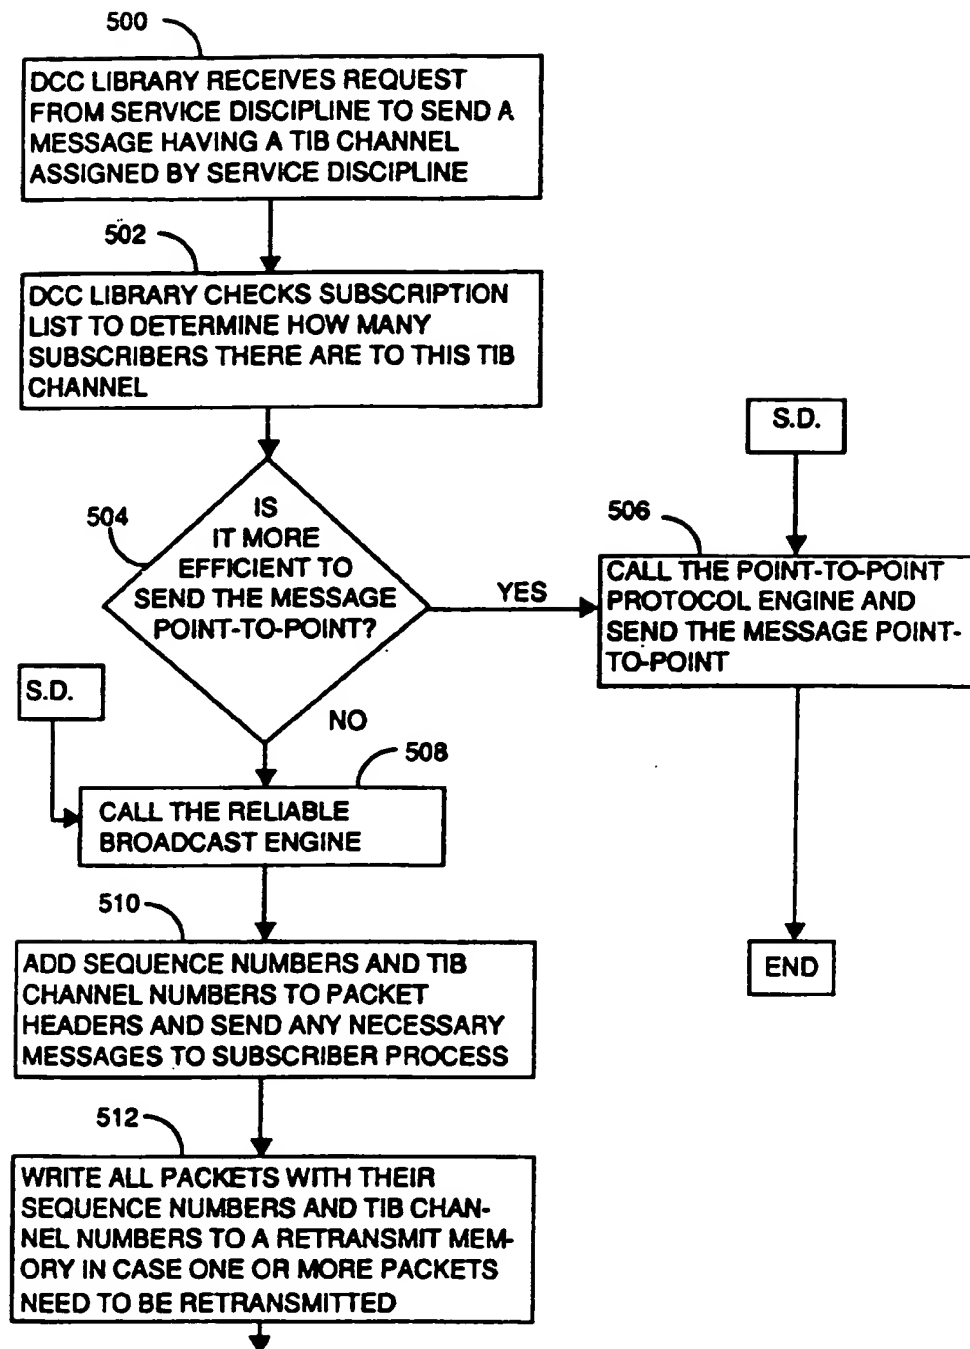 500
DCC LIBRARY RECEIVES REQUEST
FROM SERVICE DISCIPLINE TO SEND A
MESSAGE HAVING A TIB CHANNEL
ASSIGNED BY SERVICE DISCIPLINE
502
DCC LIBRARY CHECKS SUBSCRIPTION
LIST TO DETERMINE HOW MANY
SUBSCRIBERS THERE ARE TO THIS TIB
CHANNEL
504
IS
IT MORE
EFFICIENT TO
SEND THE MESSAGE
POINT-TO-POINT?
YES
S.D.
506
CALL THE POINT-TO-POINT
PROTOCOL ENGINE AND
SEND THE MESSAGE POINT-
TO-POINT
END
NO
S.D.
508
CALL THE RELIABLE
BROADCAST ENGINE
510
ADD SEQUENCE NUMBERS AND TIB
CHANNEL NUMBERS TO PACKET
HEADERS AND SEND ANY NECESSARY
MESSAGES TO SUBSCRIBER PROCESS
512
WRITE ALL PACKETS WITH THEIR
SEQUENCE NUMBERS AND TIB CHAN-
NEL NUMBERS TO A RETRANSMIT MEM-
ORY IN CASE ONE OR MORE PACKETS
NEED TO BE RETRANSMITTED